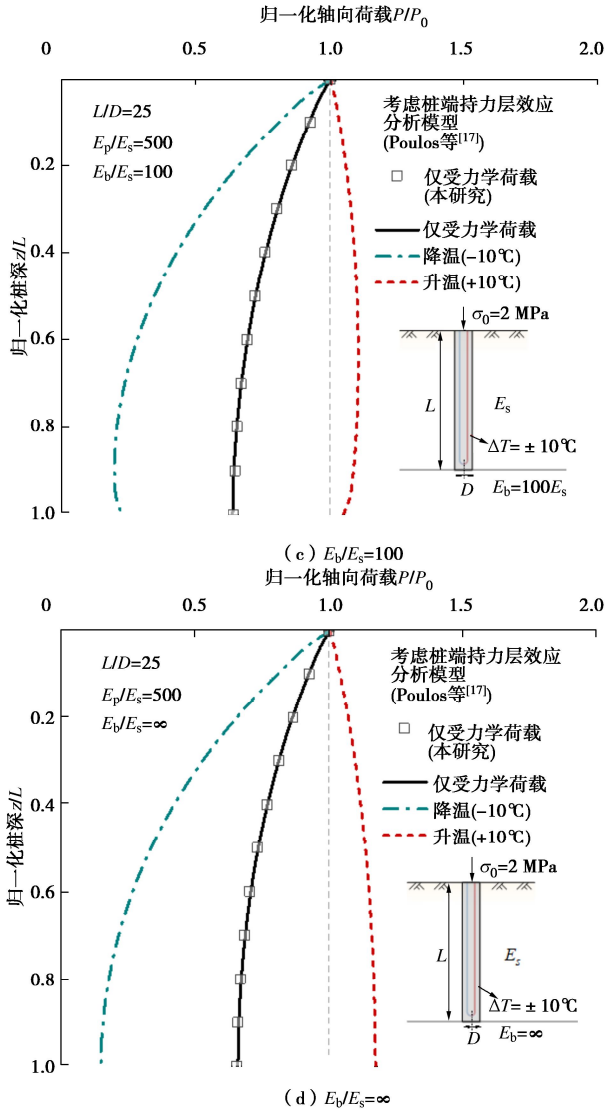 归一化轴向荷载P/P₀
0 0.5 1.0 1.5 2.0
L/D=25
Eₚ/Eₛ=500
E_b/Eₛ=100
考虑桩端持力层效应
分析模型
(Poulos等[17])
仅受力学荷载
(本研究)
仅受力学荷载
降温(−10℃)
升温(+10℃)
归一化桩深z/L
0.2
0.4
0.6
0.8
1.0
σ₀=2 MPa
L
Eₛ
ΔT=±10℃
D
E_b=100Eₛ
(c) E_b/Eₛ=100
归一化轴向荷载P/P₀
0 0.5 1.0 1.5 2.0
L/D=25
Eₚ/Eₛ=500
E_b/Eₛ=∞
考虑桩端持力层效应
分析模型
(Poulos等[17])
仅受力学荷载
(本研究)
仅受力学荷载
降温(−10℃)
升温(+10℃)
归一化桩深z/L
0.2
0.4
0.6
0.8
1.0
σ₀=2 MPa
L
Eₛ
ΔT=±10℃
D
E_b=∞
(d) E_b/Eₛ=∞